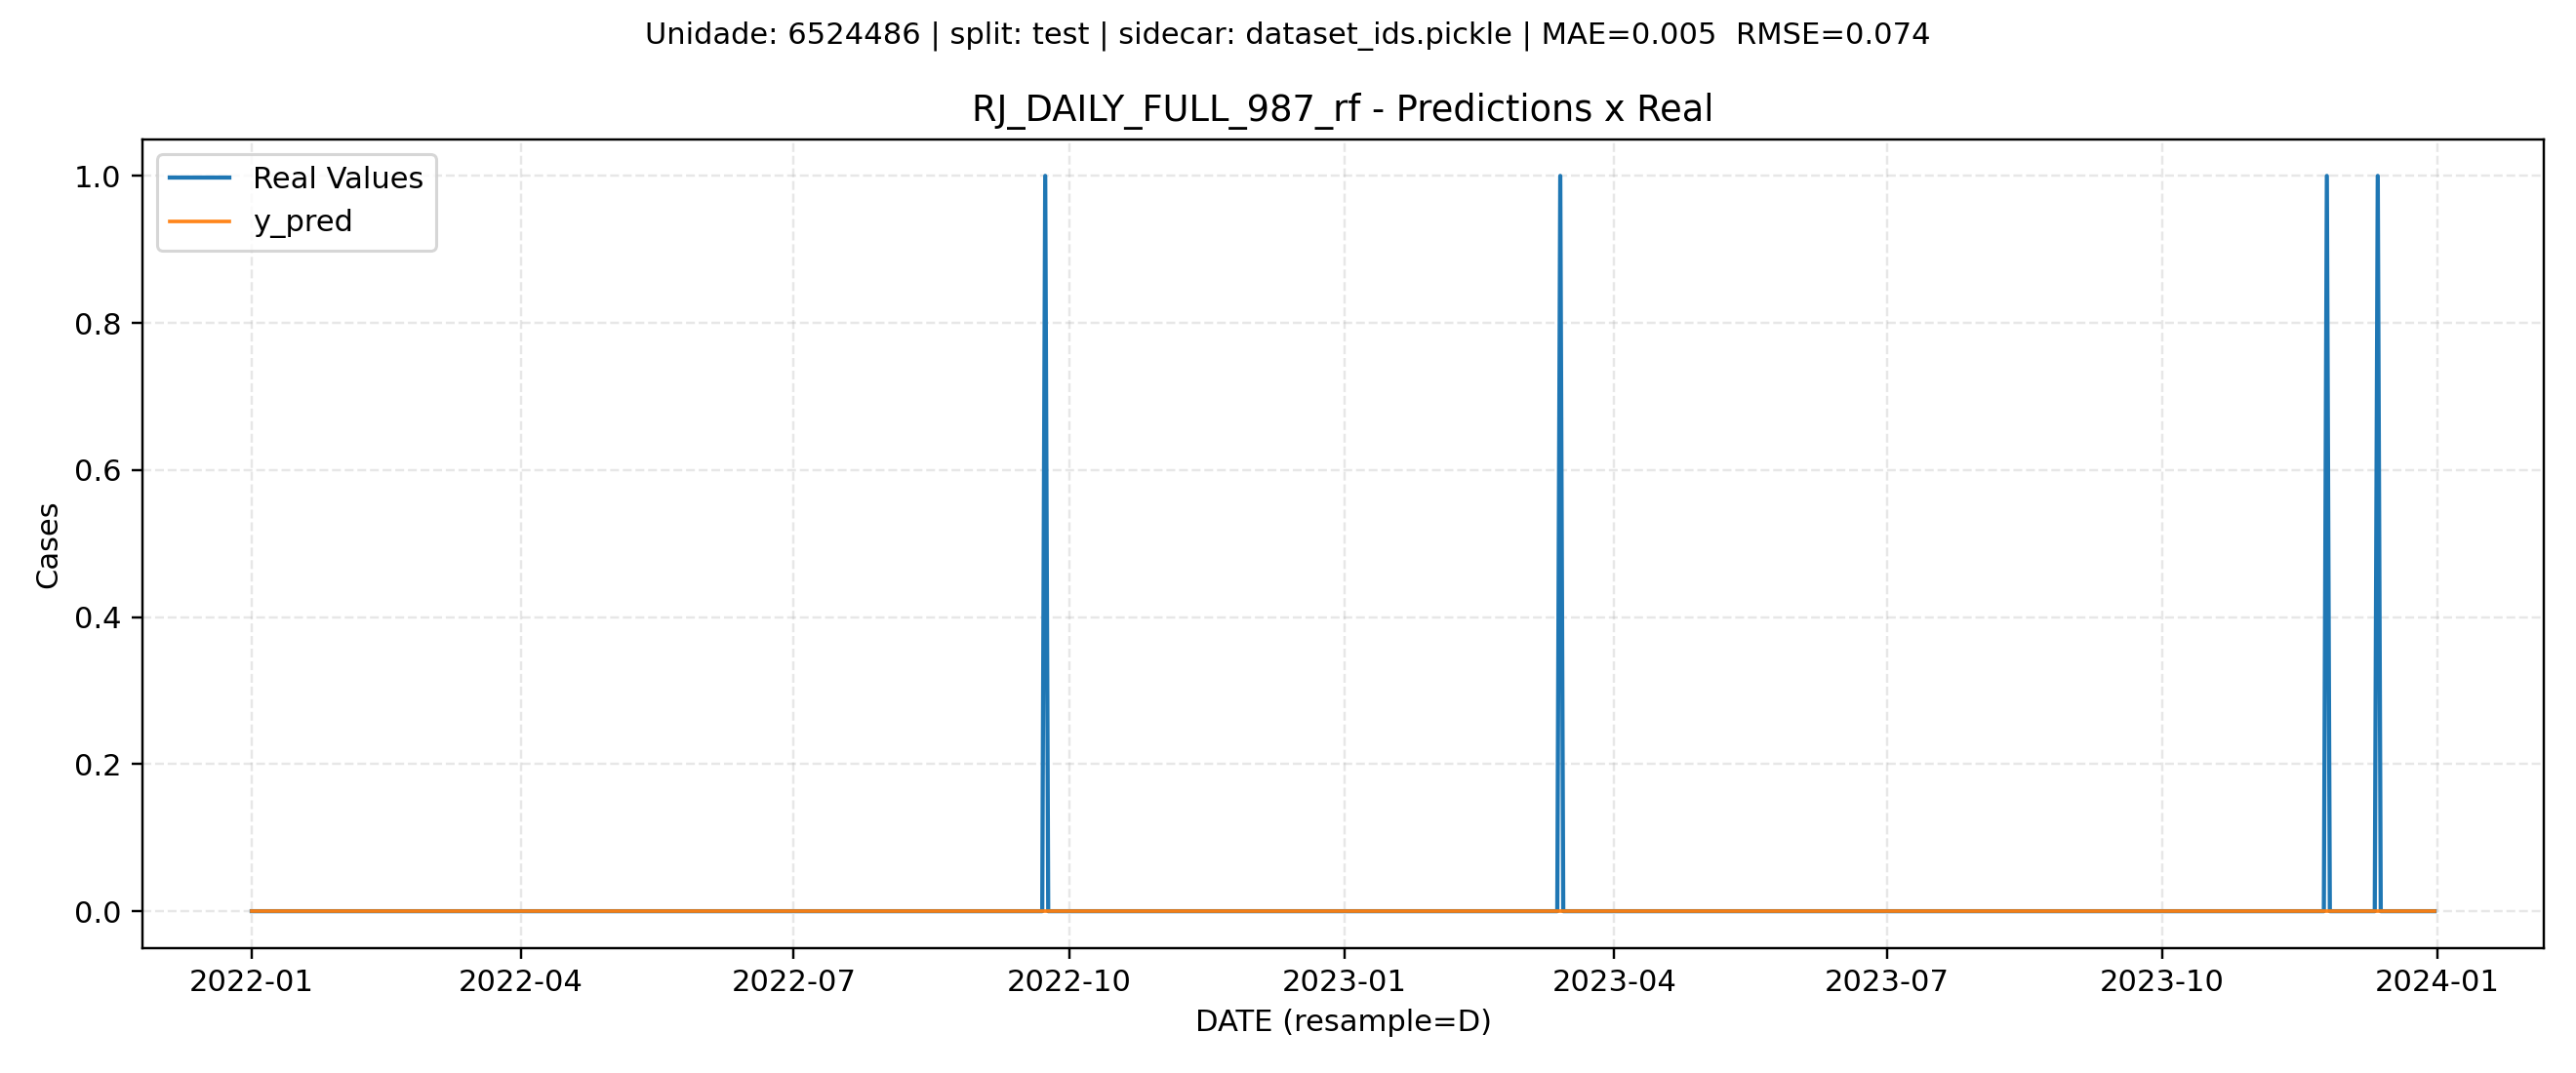 Unidade: 6524486 | split: test | sidecar: dataset_ids.pickle | MAE=0.005  RMSE=0.074
RJ_DAILY_FULL_987_rf - Predictions x Real
Real Values
y_pred
1.0
0.8
0.6
0.4
0.2
0.0
Cases
2022-01 2022-04 2022-07 2022-10 2023-01 2023-04 2023-07 2023-10 2024-01
DATE (resample=D)